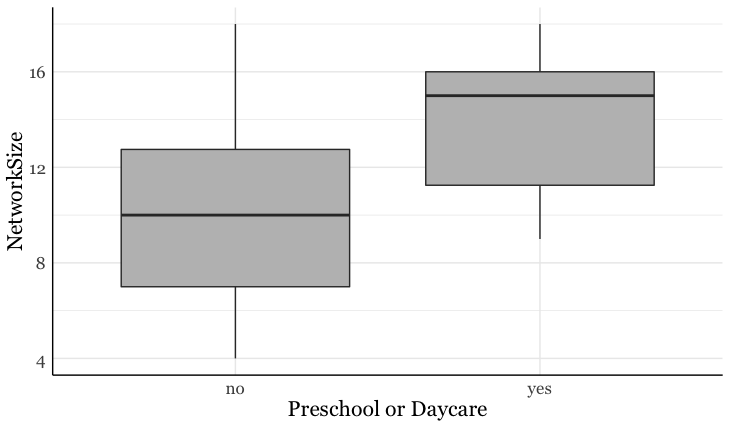 NetworkSize
16
12
8
4
no yes
Preschool or Daycare